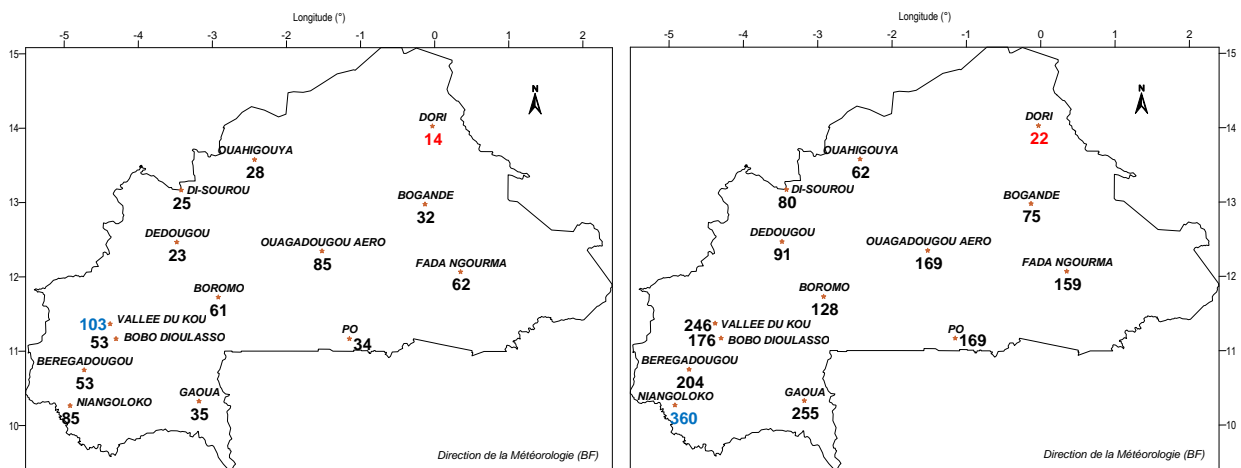 Longitude (°)
-5 -4 -3 -2 -1 0 1 2
15
N
DORI
14
14
OUAHIGOUYA
28
DI-SOUROU
25
13
BOGANDE
32
DEDOUGOU
23
OUAGADOUGOU AERO
85
FADA NGOURMA
62
12
BOROMO
61
103 VALLEE DU KOU
53 BOBO DIOULASSO
PO
34
11
BEREGADOUGOU
53
NIANGOLOKO
85
GAOUA
35
10
Direction de la Météorologie (BF)
Longitude (°)
-5 -4 -3 -2 -1 0 1 2
15
N
DORI
22
14
OUAHIGOUYA
62
DI-SOUROU
80
13
BOGANDE
75
DEDOUGOU
91
OUAGADOUGOU AERO
169
FADA NGOURMA
159
12
BOROMO
128
246 VALLEE DU KOU
176 BOBO DIOULASSO
PO
169
11
BEREGADOUGOU
204
NIANGOLOKO
360
GAOUA
255
10
Direction de la Météorologie (BF)